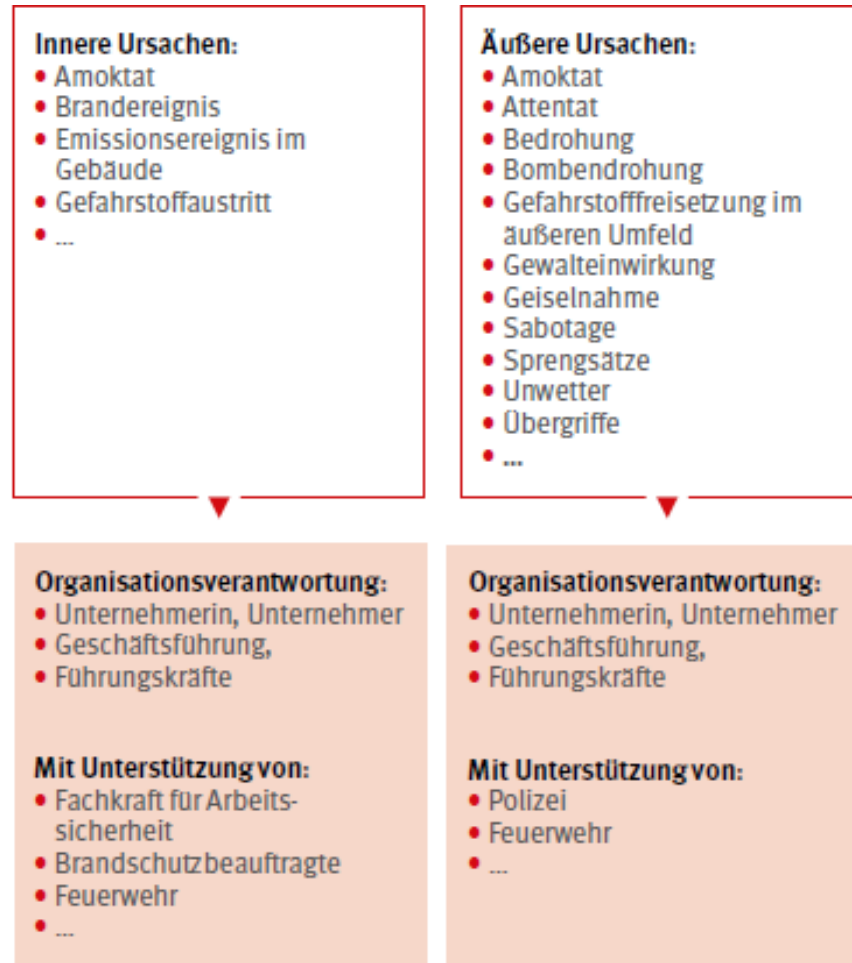 Innere Ursachen:
• Amoktat
• Brandereignis
• Emissionsereignis im
Gebäude
• Gefahrstoffaustritt
• ...
Äußere Ursachen:
• Amoktat
• Attentat
• Bedrohung
• Bombendrohung
• Gefahrstofffreisetzung im
äußeren Umfeld
• Gewalteinwirkung
• Geiselnahme
• Sabotage
• Sprengsätze
• Unwetter
• Übergriffe
• ...
Organisationsverantwortung:
• Unternehmerin, Unternehmer
• Geschäftsführung,
• Führungskräfte
Mit Unterstützung von:
• Fachkraft für Arbeits-
sicherheit
• Brandschutzbeauftragte
• Feuerwehr
• ...
Organisationsverantwortung:
• Unternehmerin, Unternehmer
• Geschäftsführung,
• Führungskräfte
Mit Unterstützung von:
• Polizei
• Feuerwehr
• ...